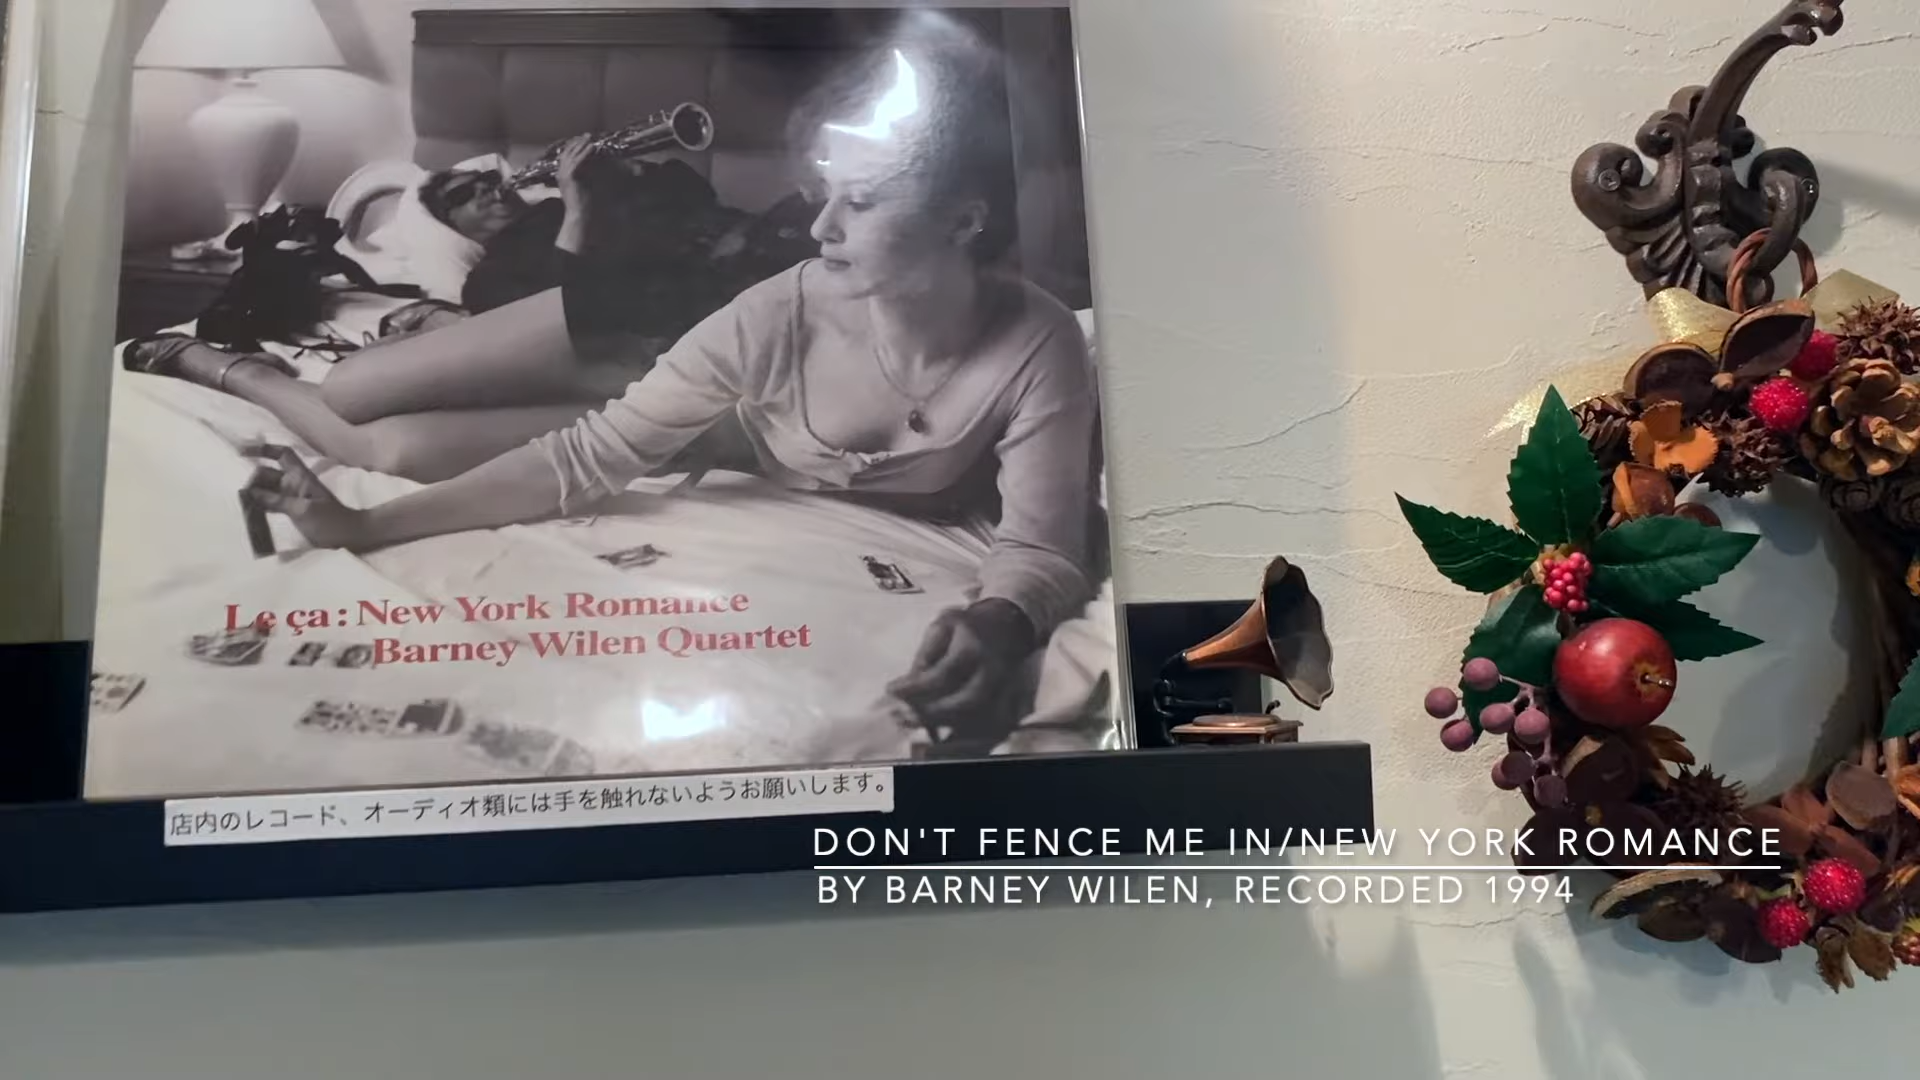 Le ça: New York Romance
Barney Wilen Quartet
店内のレコード、オーディオ類には手を触れないようお願いします。
DON'T FENCE ME IN/NEW YORK ROMANCE
BY BARNEY WILEN, RECORDED 1994